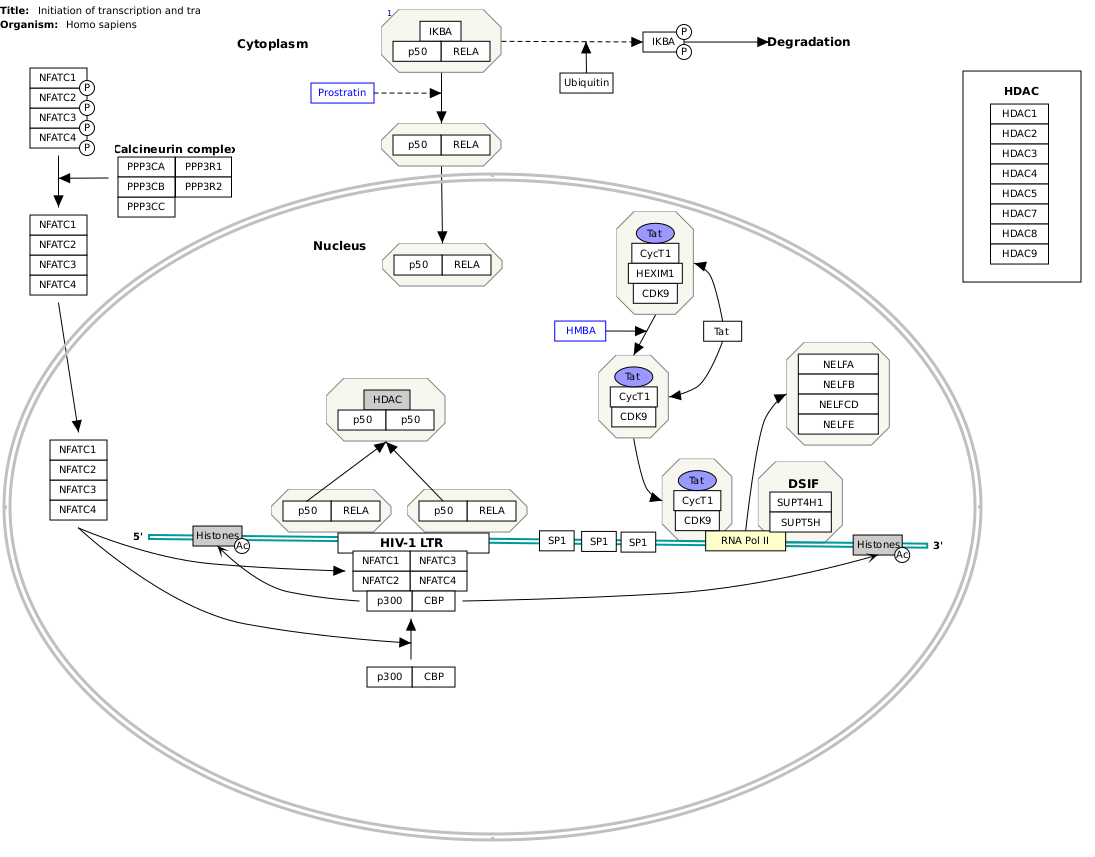 Title: Initiation of transcription and tra
Organism: Homo sapiens
Cytoplasm
1
IKBA
p50 RELA
IKBA
P
P
Degradation
Ubiquitin
Prostratin
p50 RELA
NFATC1
P
NFATC2
P
NFATC3
P
NFATC4
P
Calcineurin complex
PPP3CA PPP3R1
PPP3CB PPP3R2
PPP3CC
NFATC1
NFATC2
NFATC3
NFATC4
HDAC
HDAC1
HDAC2
HDAC3
HDAC4
HDAC5
HDAC7
HDAC8
HDAC9
Nucleus
p50 RELA
Tat
CycT1
HEXIM1
CDK9
HMBA
Tat
Tat
CycT1
CDK9
NELFA
NELFB
NELFCD
NELFE
HDAC
p50 p50
NFATC1
NFATC2
NFATC3
NFATC4
p50 RELA
p50 RELA
Tat
CycT1
CDK9
DSIF
SUPT4H1
SUPT5H
5'
Histones
Ac
HIV-1 LTR
SP1
SP1
SP1
RNA Pol II
Histones
Ac
3'
NFATC1 NFATC3
NFATC2 NFATC4
p300 CBP
p300 CBP